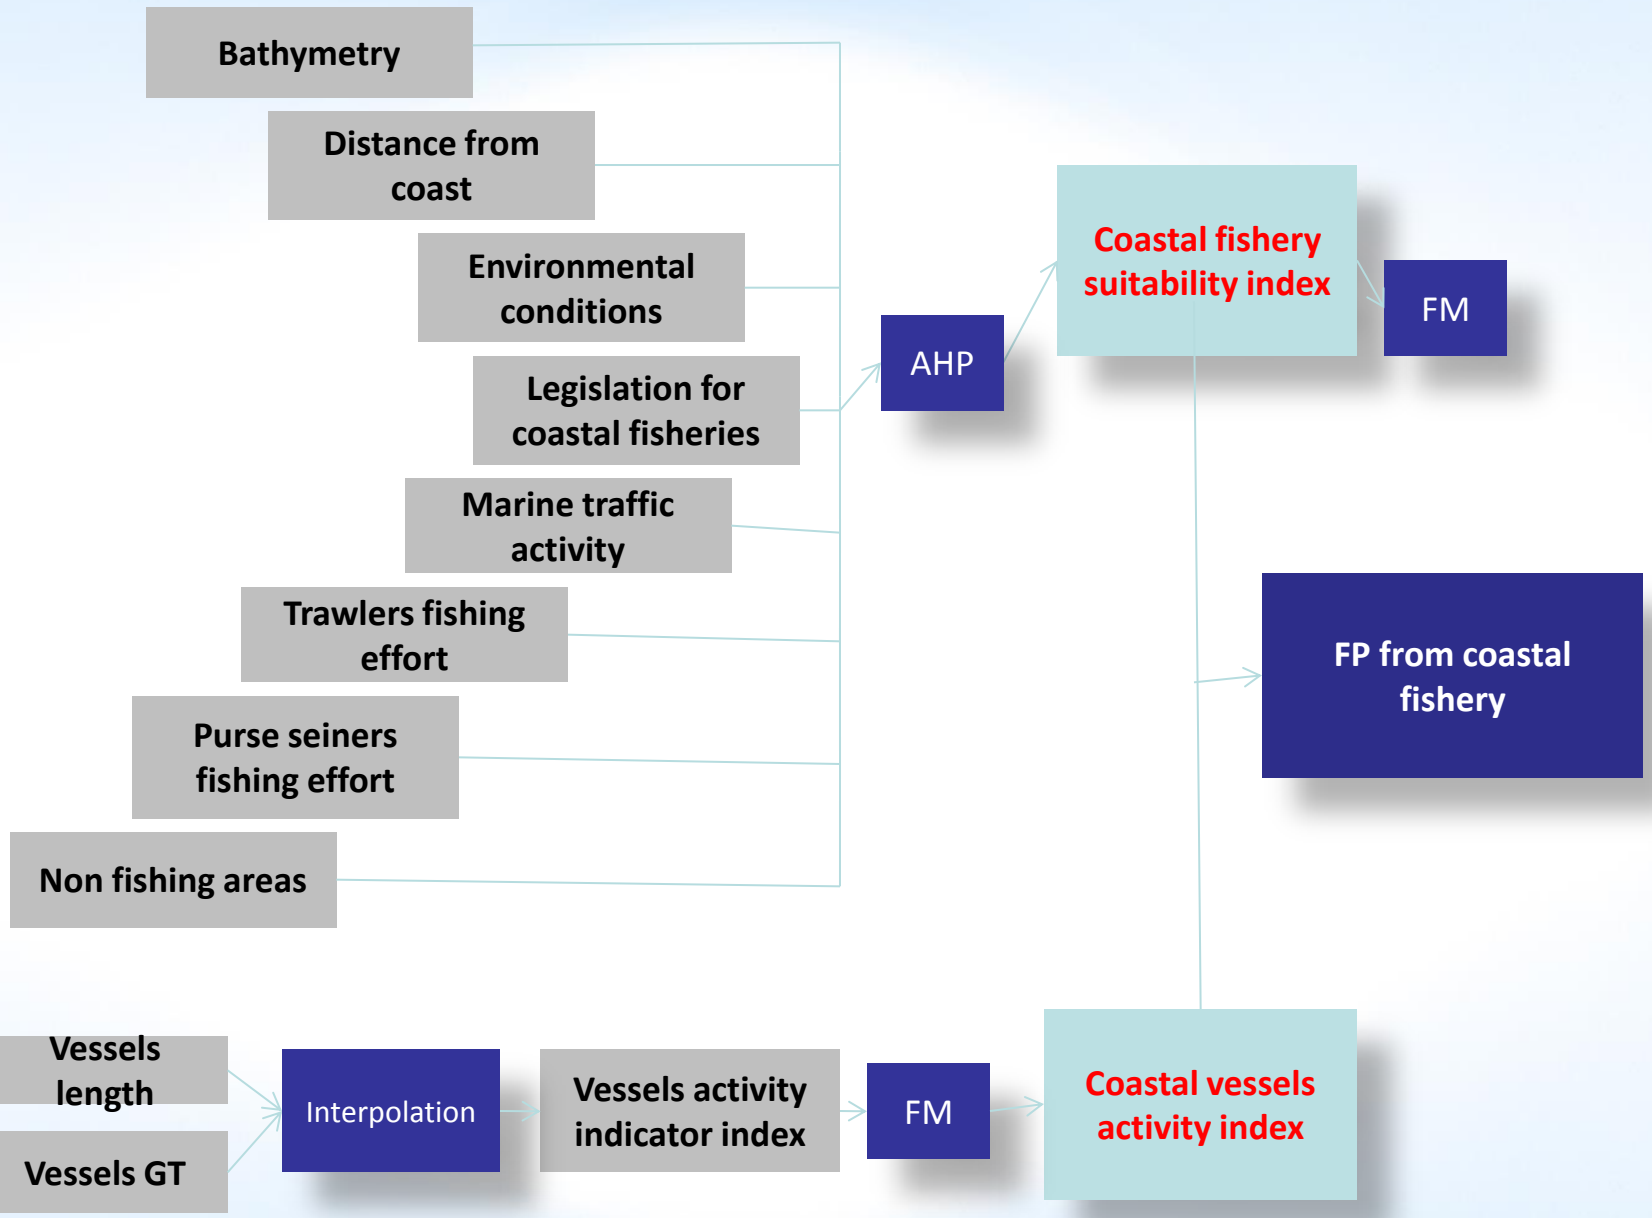 Bathymetry
Distance from
coast
Environmental
conditions
Legislation for
coastal fisheries
Marine traffic
activity
Trawlers fishing
effort
Purse seiners
fishing effort
Non fishing areas
AHP
Coastal fishery
suitability index
FM
FP from coastal
fishery
Vessels
length
Vessels GT
Interpolation
Vessels activity
indicator index
FM
Coastal vessels
activity index